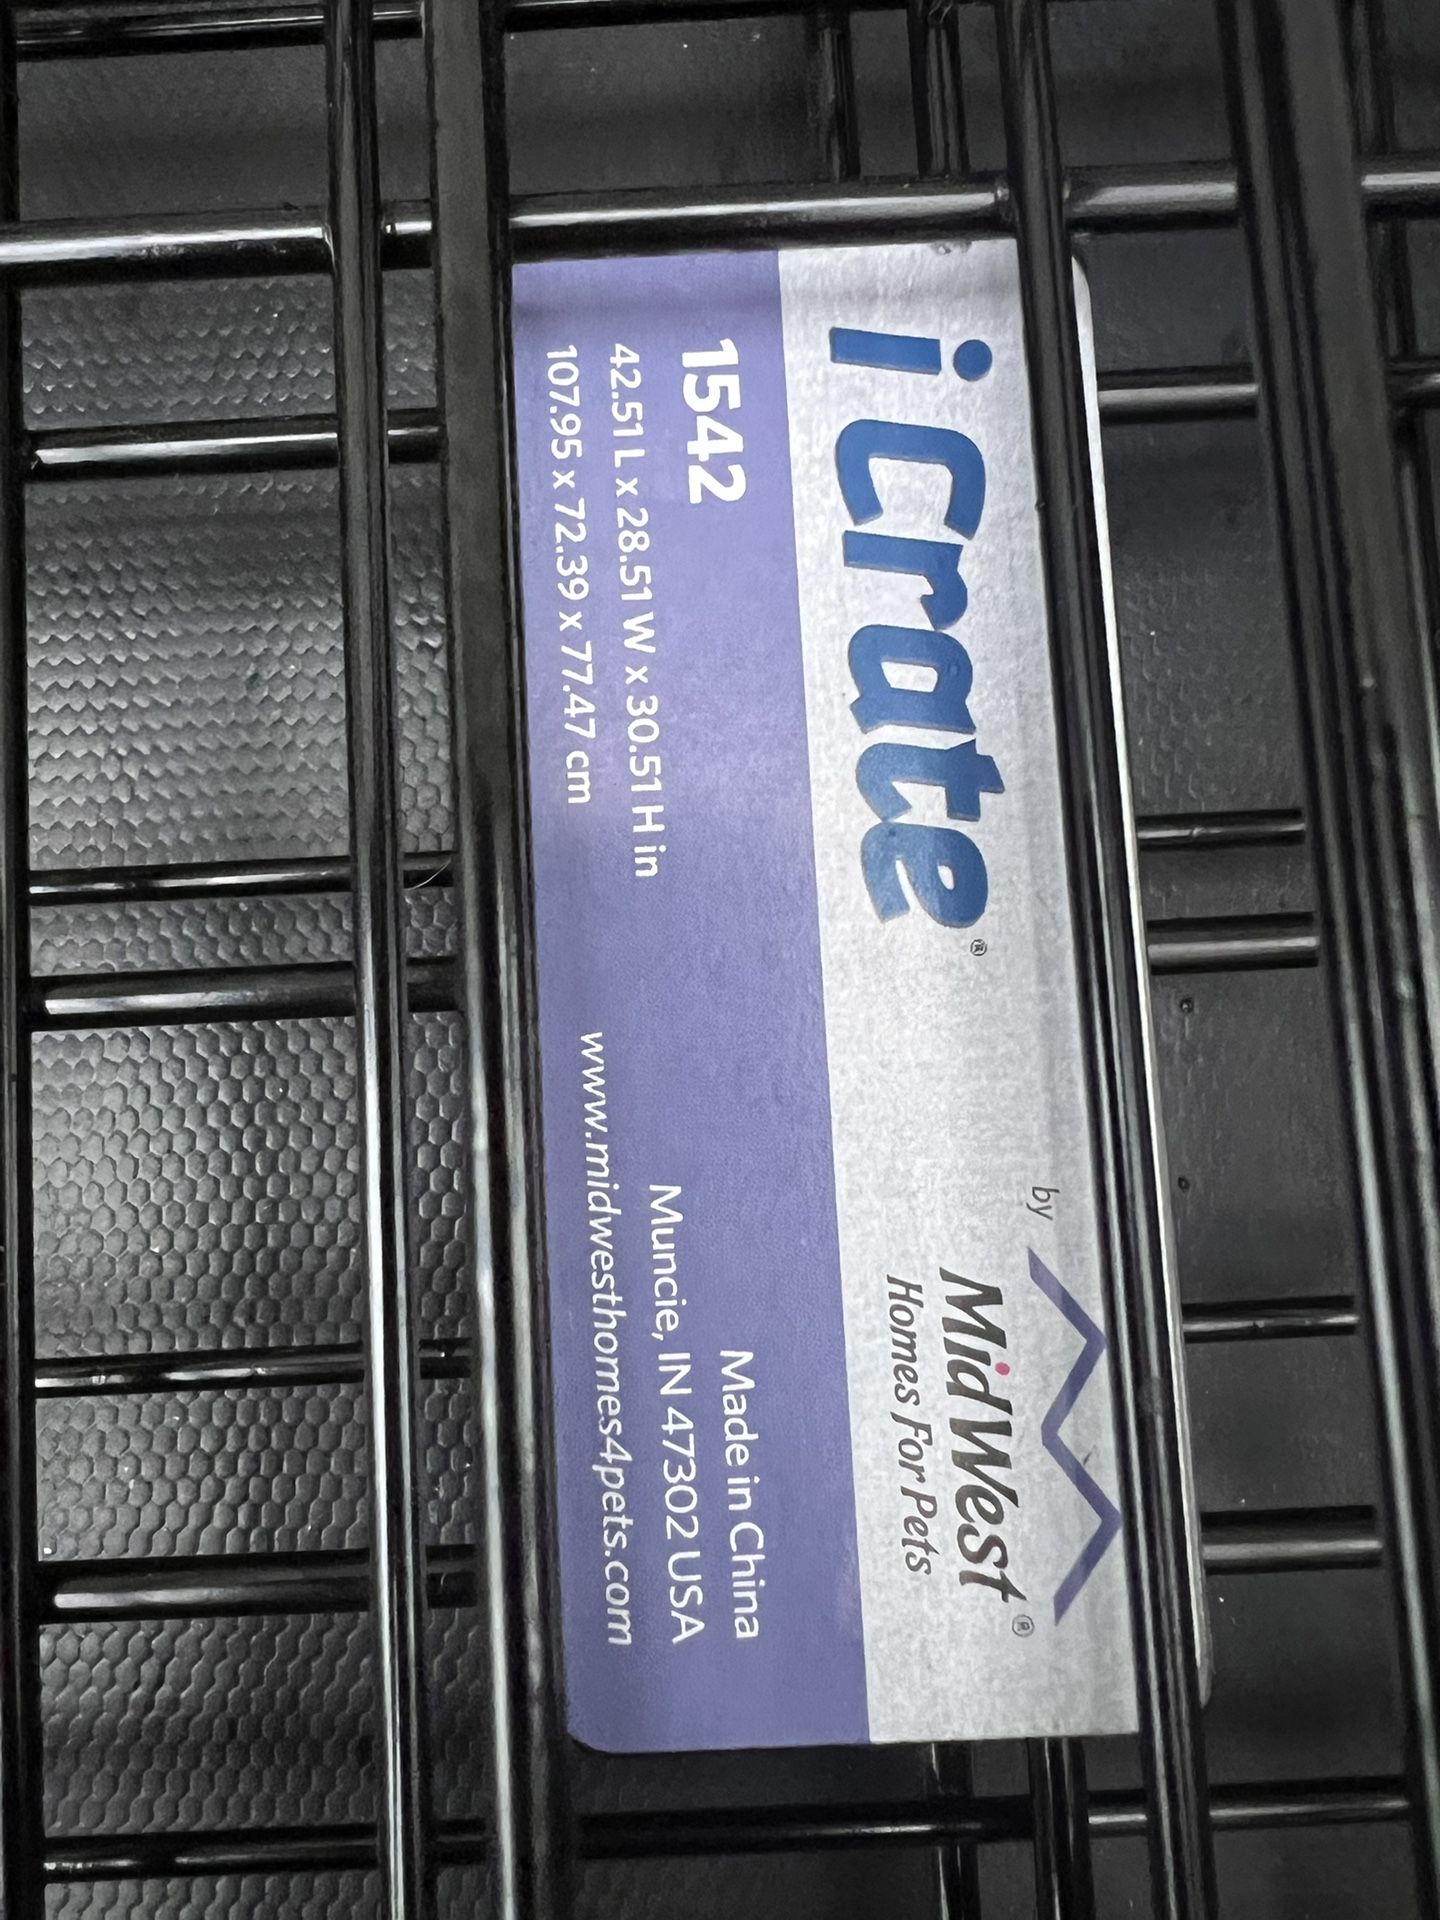 iCrate®
by
MidWest®
Homes For Pets
1542
42.51 L x 28.51 W x 30.51 H in
107.95 x 72.39 x 77.47 cm
Made in China
Muncie, IN 47302 USA
www.midwesthomes4pets.com